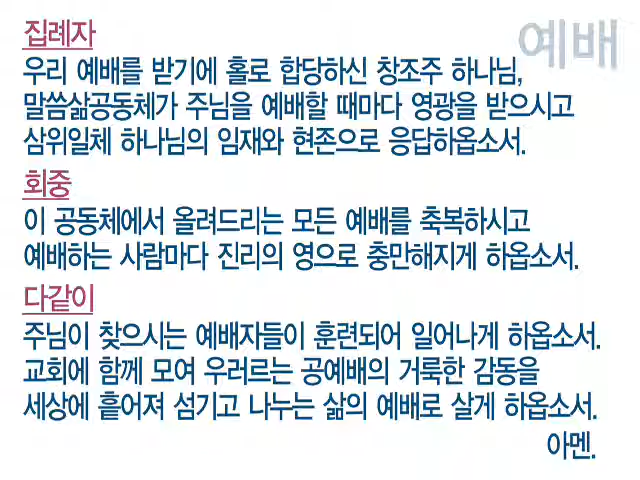 예배
집례자
우리 예배를 받기에 홀로 합당하신 창조주 하나님,
말씀삶공동체가 주님을 예배할 때마다 영광을 받으시고
삼위일체 하나님의 임재와 현존으로 응답하옵소서.
회중
이 공동체에서 올려드리는 모든 예배를 축복하시고
예배하는 사람마다 진리의 영으로 충만해지게 하옵소서.
다같이
주님이 찾으시는 예배자들이 훈련되어 일어나게 하옵소서.
교회에 함께 모여 우러르는 공예배의 거룩한 감동을
세상에 흩어져 섬기고 나누는 삶의 예배로 살게 하옵소서.
아멘.